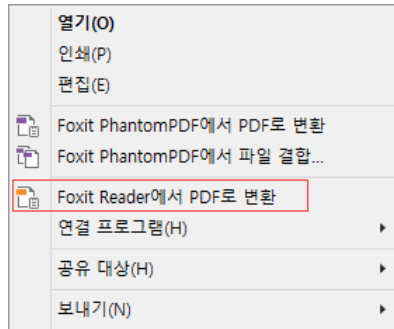 열기(O)
인쇄(P)
편집(E)
Foxit PhantomPDF에서 PDF로 변환
Foxit PhantomPDF에서 파일 결합...
Foxit Reader에서 PDF로 변환
연결 프로그램(H)
공유 대상(H)
보내기(N)